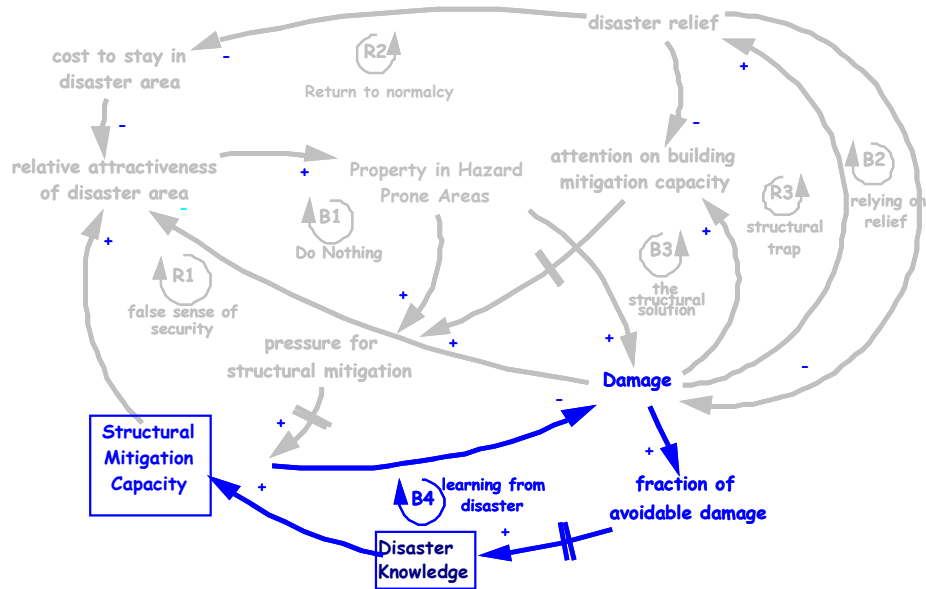 disaster relief
cost to stay in
disaster area
-
R2
Return to normalcy
+
-
-
relative attractiveness
of disaster area
+
Property in Hazard
Prone Areas
attention on building
mitigation capacity
B2
relying on
relief
R3
structural
trap
-
B1
Do Nothing
+
B3
the
structural
solution
+
R1
false sense of
security
+
+
+
pressure for
structural mitigation
-
Damage
-
+
Structural
Mitigation
Capacity
+
+
B4
learning from
disaster
fraction of
avoidable damage
+
Disaster
Knowledge